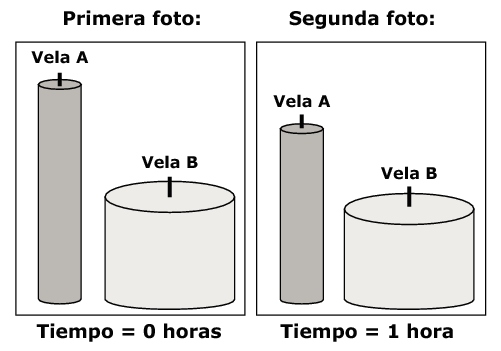 Primera foto:
Vela A
Vela B
Tiempo = 0 horas
Segunda foto:
Vela A
Vela B
Tiempo = 1 hora